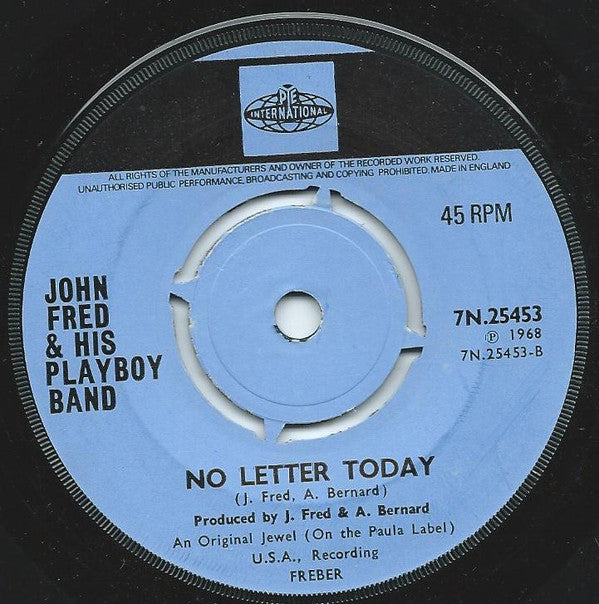 PYE
INTERNATIONAL
ALL RIGHTS OF THE MANUFACTURERS AND OWNER OF THE RECORDED WORK RESERVED.
UNAUTHORISED PUBLIC PERFORMANCE, BROADCASTING AND COPYING PROHIBITED. MADE IN ENGLAND
45 RPM
JOHN
FRED
& HIS
PLAYBOY
BAND
7N.25453
℗ 1968
7N.25453-B
NO LETTER TODAY
(J. Fred, A. Bernard)
Produced by J. Fred & A. Bernard
An Original Jewel (On the Paula Label)
U.S.A., Recording
FREBER